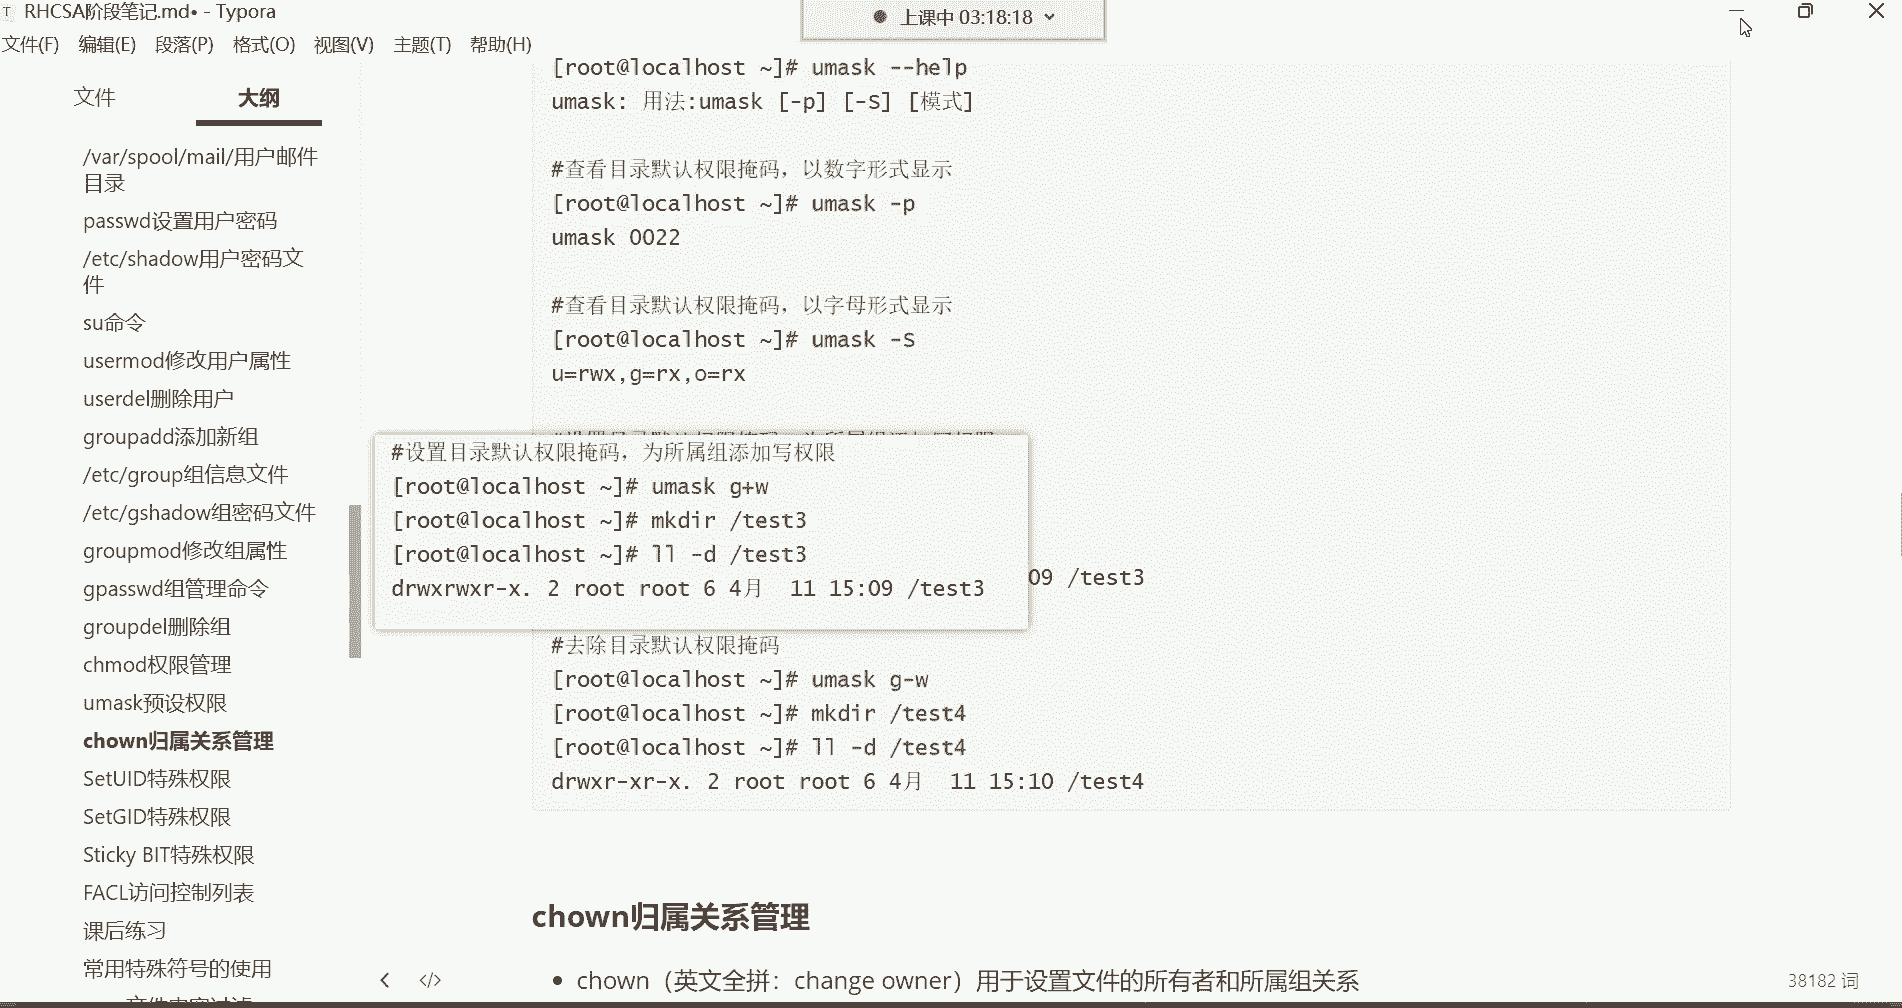 RHCSA阶段笔记.md• - Typora
上课中 03:18:18
文件(F) 编辑(E) 段落(P) 格式(O) 视图(V) 主题(T) 帮助(H)
文件 大纲
/var/spool/mail/用户邮件
目录
passwd设置用户密码
/etc/shadow用户密码文
件
su命令
usermod修改用户属性
userdel删除用户
groupadd添加新组
/etc/group组信息文件
/etc/gshadow组密码文件
groupmod修改组属性
gpasswd组管理命令
groupdel删除组
chmod权限管理
umask预设权限
chown归属关系管理
SetUID特殊权限
SetGID特殊权限
Sticky BIT特殊权限
FACL访问控制列表
课后练习
常用特殊符号的使用
[root@localhost ~]# umask --help
umask: 用法:umask [-p] [-S] [模式]
#查看目录默认权限掩码，以数字形式显示
[root@localhost ~]# umask -p
umask 0022
#查看目录默认权限掩码，以字母形式显示
[root@localhost ~]# umask -S
u=rwx,g=rx,o=rx
#设置目录默认权限掩码，为所属组添加写权限
[root@localhost ~]# umask g+w
[root@localhost ~]# mkdir /test3
[root@localhost ~]# ll -d /test3
drwxrwxr-x. 2 root root 6 4月  11 15:09 /test3
09 /test3
#去除目录默认权限掩码
[root@localhost ~]# umask g-w
[root@localhost ~]# mkdir /test4
[root@localhost ~]# ll -d /test4
drwxr-xr-x. 2 root root 6 4月  11 15:10 /test4
chown归属关系管理
• chown（英文全拼：change owner）用于设置文件的所有者和所属组关系
38182 词